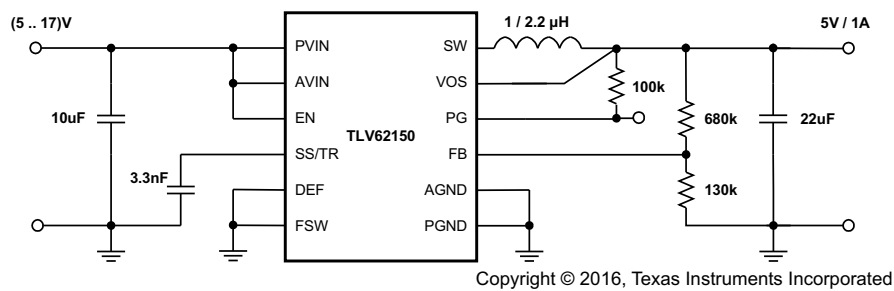 (5 .. 17)V
1 / 2.2 µH
5V / 1A
PVIN
SW
AVIN
VOS
100k
10uF
EN
PG
680k
22uF
TLV62150
SS/TR
FB
3.3nF
DEF
AGND
130k
FSW
PGND
Copyright © 2016, Texas Instruments Incorporated